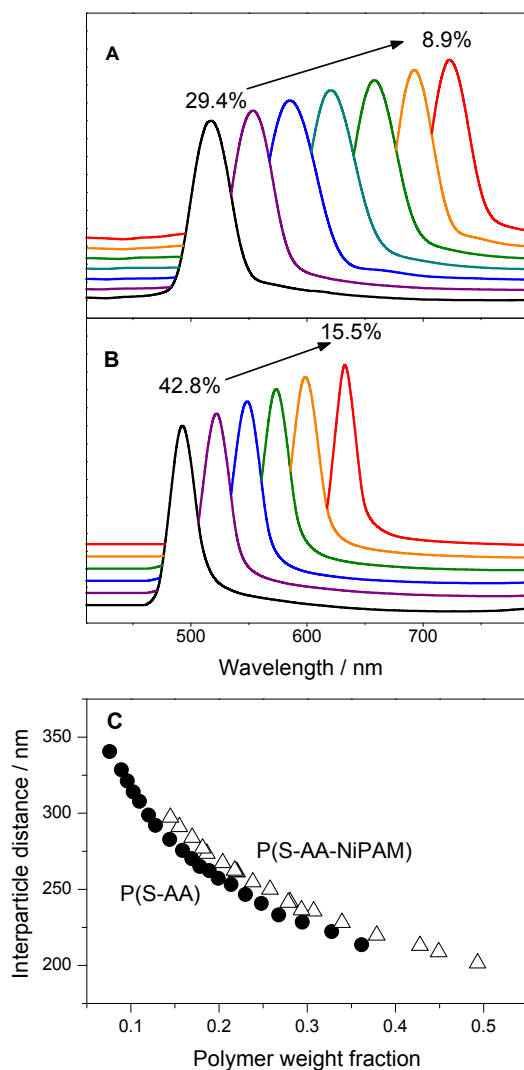 A
8.9%
29.4%
B
15.5%
42.8%
500
600
700
Wavelength / nm
C
350
300
250
200
Interparticle distance / nm
P(S-AA-NiPAM)
P(S-AA)
0.1
0.2
0.3
0.4
0.5
Polymer weight fraction